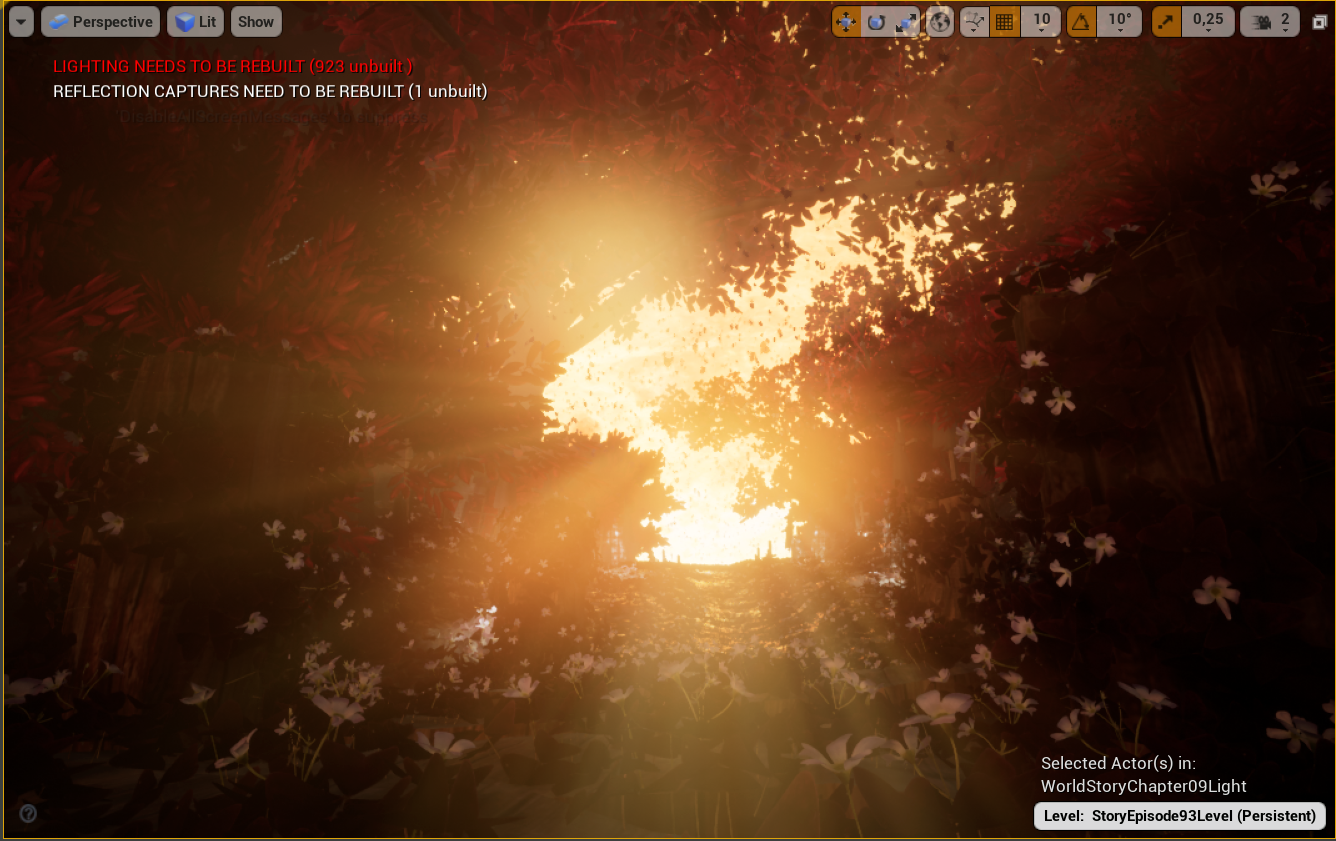 Perspective Lit Show 10 10° 0,25 2
LIGHTING NEEDS TO BE REBUILT (923 unbuilt )
REFLECTION CAPTURES NEED TO BE REBUILT (1 unbuilt)
Selected Actor(s) in:
WorldStoryChapter09Light
Level: StoryEpisode93Level (Persistent)